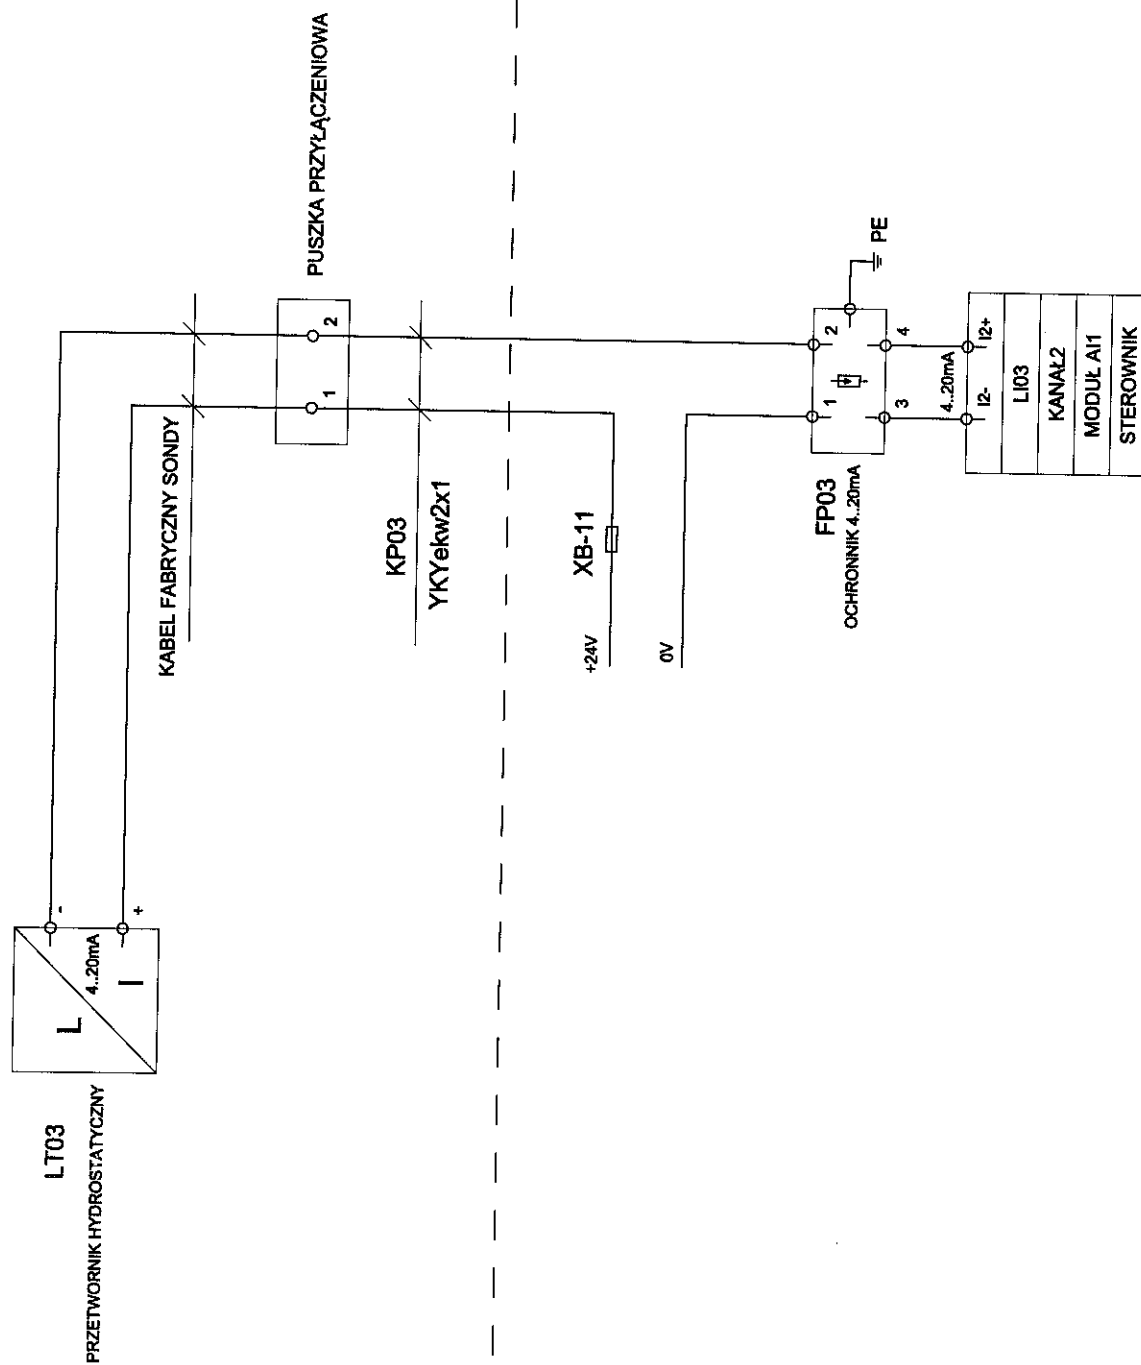 LT03
PRZETWORNIK HYDROSTATYCZNY
L
4..20mA
I
-
+
KABEL FABRYCZNY SONDY
PUSZKA PRZYŁĄCZENIOWA
1
2
KP03
YKYekw2x1
XB-11
+24V
0V
FP03
OCHRONNIK 4..20mA
1
2
3
4
PE
4..20mA
I2-
I2+
LI03
KANAŁ2
MODUŁ AI1
STEROWNIK